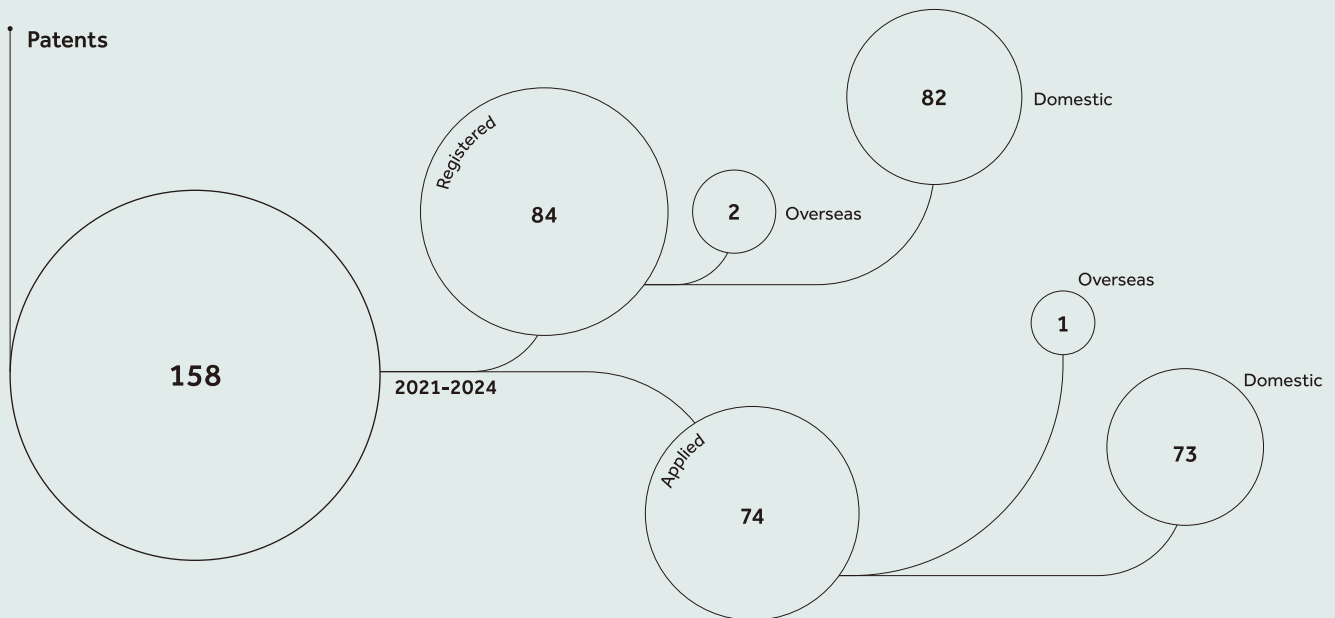 Patents
158
2021-2024
Registered
84
2
Overseas
82
Domestic
Applied
74
Overseas
1
Domestic
73